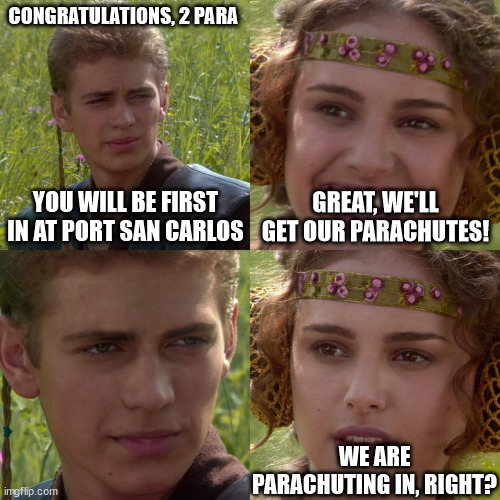 CONGRATULATIONS, 2 PARA
YOU WILL BE FIRST
IN AT PORT SAN CARLOS
GREAT, WE'LL
GET OUR PARACHUTES!
WE ARE
PARACHUTING IN, RIGHT?
imgflip.com